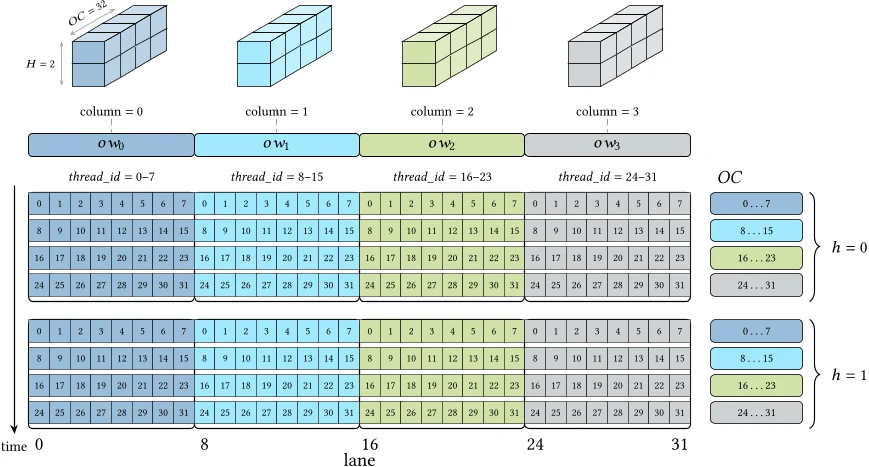 OC = 32
H = 2
column = 0 column = 1 column = 2 column = 3
ow0 ow1 ow2 ow3
thread_id = 0–7 thread_id = 8–15 thread_id = 16–23 thread_id = 24–31 OC
0 1 2 3 4 5 6 7 0 1 2 3 4 5 6 7 0 1 2 3 4 5 6 7 0 1 2 3 4 5 6 7 0 . . . 7
8 9 10 11 12 13 14 15 8 9 10 11 12 13 14 15 8 9 10 11 12 13 14 15 8 9 10 11 12 13 14 15 8 . . . 15
h = 0
16 17 18 19 20 21 22 23 16 17 18 19 20 21 22 23 16 17 18 19 20 21 22 23 16 17 18 19 20 21 22 23 16 . . . 23
24 25 26 27 28 29 30 31 24 25 26 27 28 29 30 31 24 25 26 27 28 29 30 31 24 25 26 27 28 29 30 31 24 . . . 31
0 1 2 3 4 5 6 7 0 1 2 3 4 5 6 7 0 1 2 3 4 5 6 7 0 1 2 3 4 5 6 7 0 . . . 7
8 9 10 11 12 13 14 15 8 9 10 11 12 13 14 15 8 9 10 11 12 13 14 15 8 9 10 11 12 13 14 15 8 . . . 15
h = 1
16 17 18 19 20 21 22 23 16 17 18 19 20 21 22 23 16 17 18 19 20 21 22 23 16 17 18 19 20 21 22 23 16 . . . 23
24 25 26 27 28 29 30 31 24 25 26 27 28 29 30 31 24 25 26 27 28 29 30 31 24 25 26 27 28 29 30 31 24 . . . 31
time 0 8 16 24 31
lane